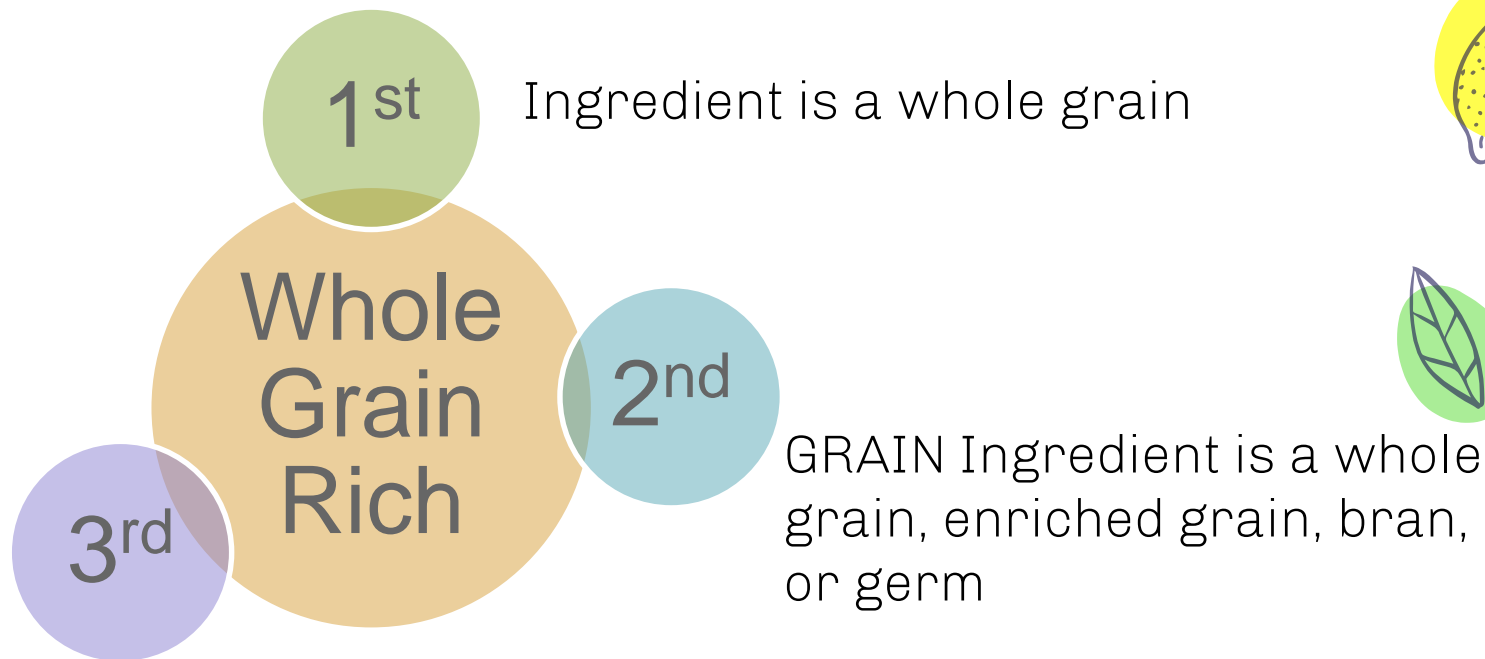 1st
Ingredient is a whole grain
Whole
Grain
Rich
2nd
GRAIN Ingredient is a whole
grain, enriched grain, bran,
or germ
3rd